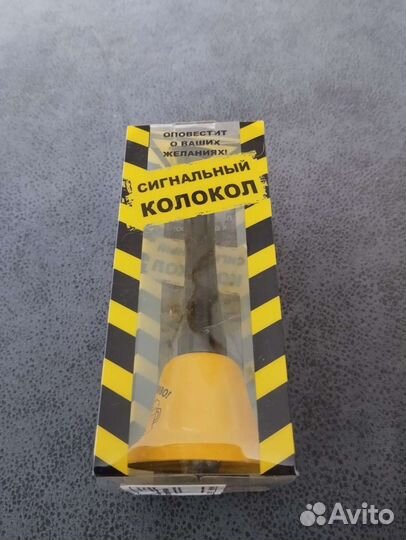 ОПОВЕСТИТ
О ВАШИХ
ЖЕЛАНИЯХ!
СИГНАЛЬНЫЙ
КОЛОКОЛ
Avito